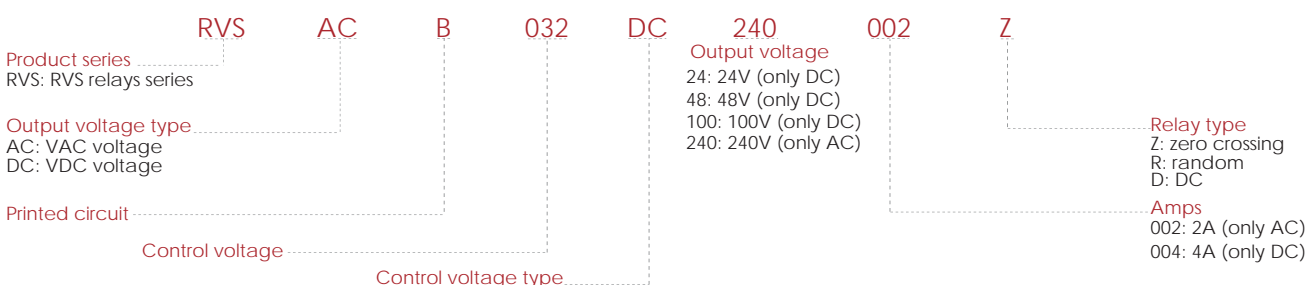 RVS AC B 032 DC 240 002 Z
Product series
RVS: RVS relays series
Output voltage type
AC: VAC voltage
DC: VDC voltage
Printed circuit
Control voltage
Control voltage type
Output voltage
24: 24V (only DC)
48: 48V (only DC)
100: 100V (only DC)
240: 240V (only AC)
Relay type
Z: zero crossing
R: random
D: DC
Amps
002: 2A (only AC)
004: 4A (only DC)